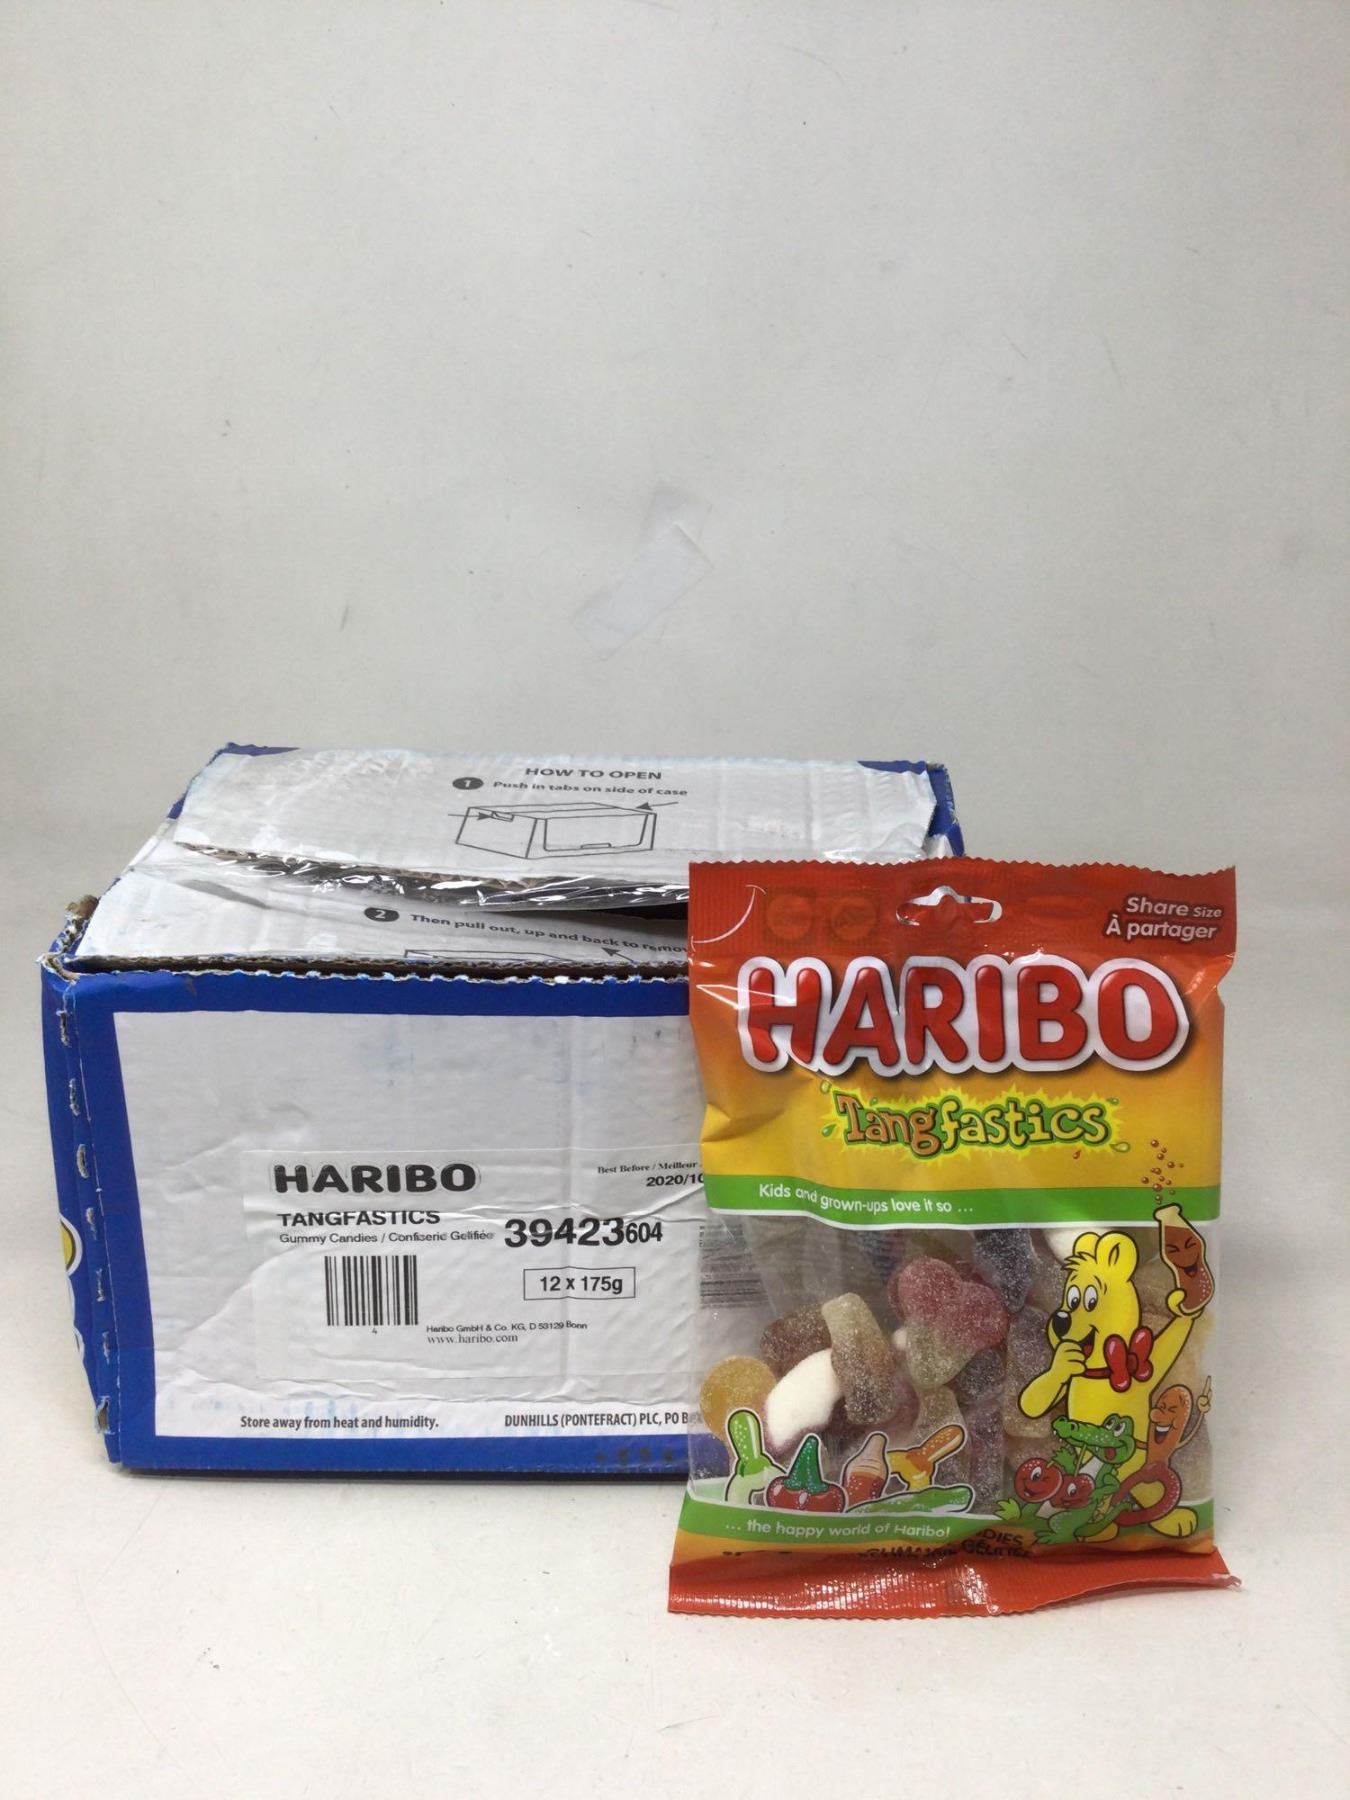 HOW TO OPEN
1 Push in tabs on side of case
2 Then pull out, up and back to remo
HARIBO
Best Before / Meilleur
2020/10
TANGFASTICS
Gummy Candies / Confiserie Gelifiée
39423604
12 x 175g
4
Haribo GmbH & Co. KG, D 53129 Bonn
www.haribo.com
Store away from heat and humidity.
DUNHILLS (PONTEFRACT) PLC, PO B
Share size
À partager
HARIBO
Tangfastics
Kids and grown-ups love it so ...
... the happy world of Haribo!